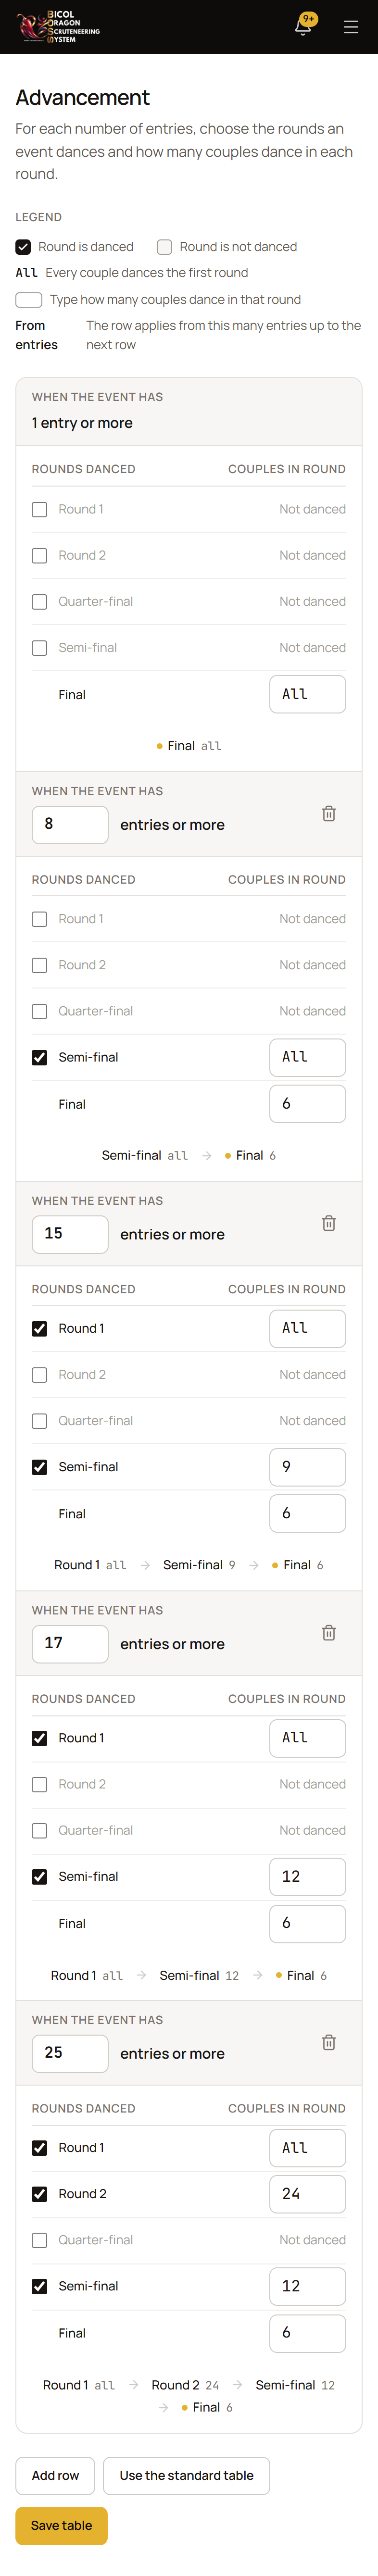 BICOL
DRAGON
SCRUTENEERING
SYSTEM
9+
Advancement
For each number of entries, choose the rounds an
event dances and how many couples dance in each
round.
LEGEND
Round is danced
Round is not danced
All Every couple dances the first round
Type how many couples dance in that round
From entries The row applies from this many entries up to the next row
WHEN THE EVENT HAS
1 entry or more
ROUNDS DANCED COUPLES IN ROUND
Round 1 Not danced
Round 2 Not danced
Quarter-final Not danced
Semi-final Not danced
Final All
Final all
WHEN THE EVENT HAS
8 entries or more
ROUNDS DANCED COUPLES IN ROUND
Round 1 Not danced
Round 2 Not danced
Quarter-final Not danced
Semi-final All
Final 6
Semi-final all → Final 6
WHEN THE EVENT HAS
15 entries or more
ROUNDS DANCED COUPLES IN ROUND
Round 1 All
Round 2 Not danced
Quarter-final Not danced
Semi-final 9
Final 6
Round 1 all → Semi-final 9 → Final 6
WHEN THE EVENT HAS
17 entries or more
ROUNDS DANCED COUPLES IN ROUND
Round 1 All
Round 2 Not danced
Quarter-final Not danced
Semi-final 12
Final 6
Round 1 all → Semi-final 12 → Final 6
WHEN THE EVENT HAS
25 entries or more
ROUNDS DANCED COUPLES IN ROUND
Round 1 All
Round 2 24
Quarter-final Not danced
Semi-final 12
Final 6
Round 1 all → Round 2 24 → Semi-final 12
→ Final 6
Add row
Use the standard table
Save table